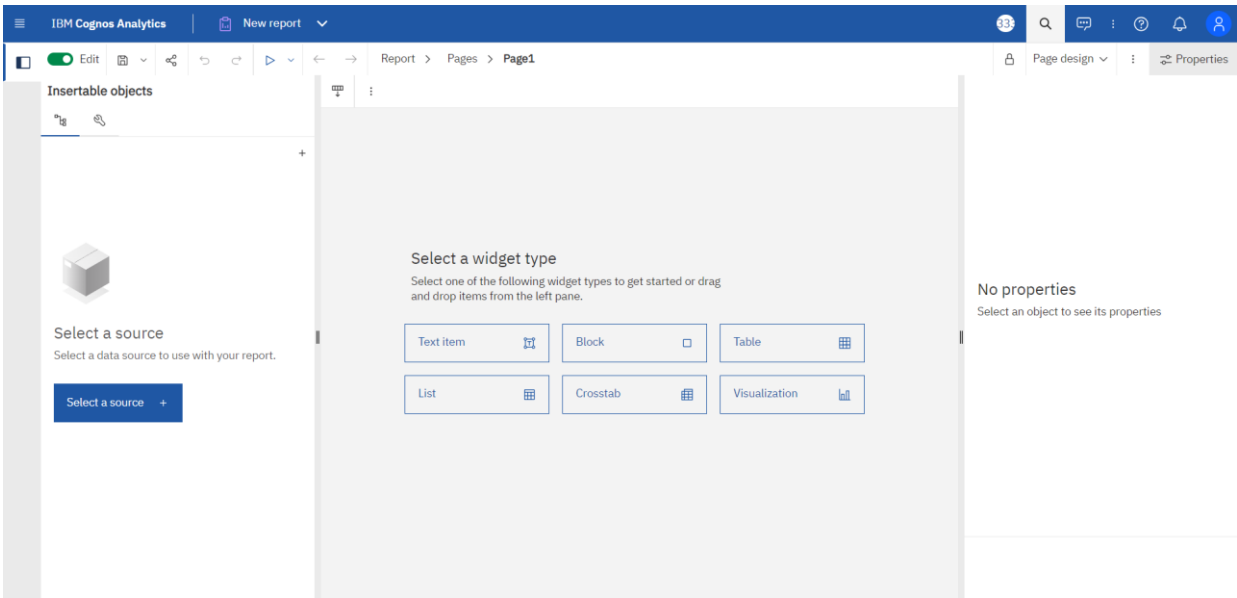 IBM Cognos Analytics
New report
Edit
Report > Pages > Page1
Page design
Properties
Insertable objects
Select a source
Select a data source to use with your report.
Select a source +
Select a widget type
Select one of the following widget types to get started or drag
and drop items from the left pane.
Text item
Block
Table
List
Crosstab
Visualization
No properties
Select an object to see its properties